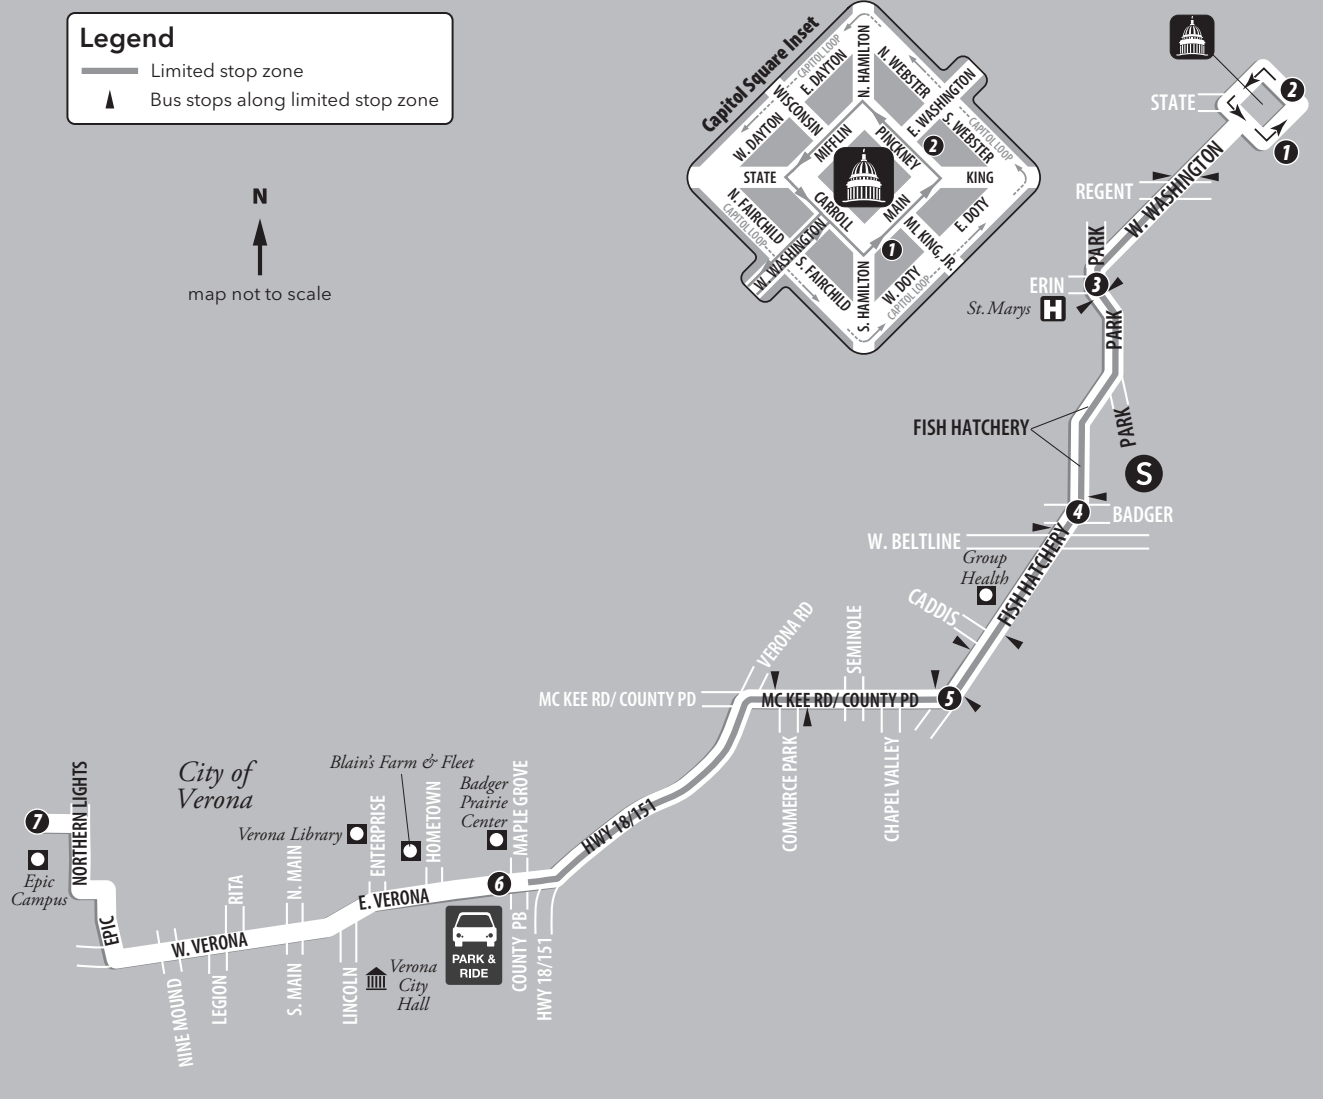 Legend
Limited stop zone
Bus stops along limited stop zone
N
map not to scale
Capitol Square Inset
CAPITOL LOOP
E. DAYTON
N. HAMILTON
N. WEBSTER
E. WASHINGTON
WISCONSIN
W. DAYTON
MIFFLIN
PINCKNEY
2
S. WEBSTER
CAPITOL LOOP
STATE
KING
N. FAIRCHILD
CAPITOL LOOP
CARROLL
MAIN
E. DOTY
W. WASHINGTON
1
ML KING, JR.
S. FAIRCHILD
S. HAMILTON
W. DOTY
CAPITOL LOOP
STATE
2
1
REGENT
W. WASHINGTON
PARK
ERIN
3
St. Marys
H
PARK
FISH HATCHERY
PARK
S
4
BADGER
W. BELTLINE
Group
Health
FISH HATCHERY
CADDIS
VERONA RD
SEMINOLE
MC KEE RD/ COUNTY PD
MC KEE RD/ COUNTY PD
5
COMMERCE PARK
CHAPEL VALLEY
HWY 18/151
City of
Verona
Blain's Farm & Fleet
Badger
Prairie
Center
MAPLE GROVE
HOMETOWN
ENTERPRISE
Verona Library
NORTHERN LIGHTS
7
Epic
Campus
EPIC
N. MAIN
RITA
E. VERONA
6
W. VERONA
PARK &
RIDE
COUNTY PB
HWY 18/151
Verona
City
Hall
LINCOLN
S. MAIN
LEGION
NINE MOUND